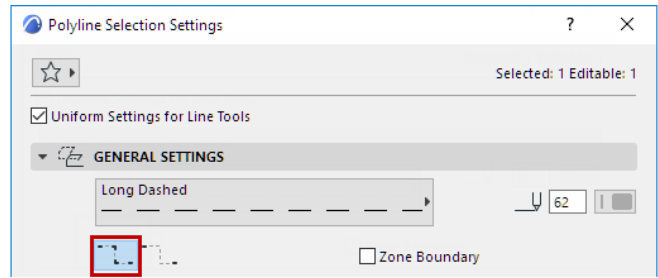 Polyline Selection Settings ?
Selected: 1 Editable: 1
Uniform Settings for Line Tools
GENERAL SETTINGS
Long Dashed
62
Zone Boundary